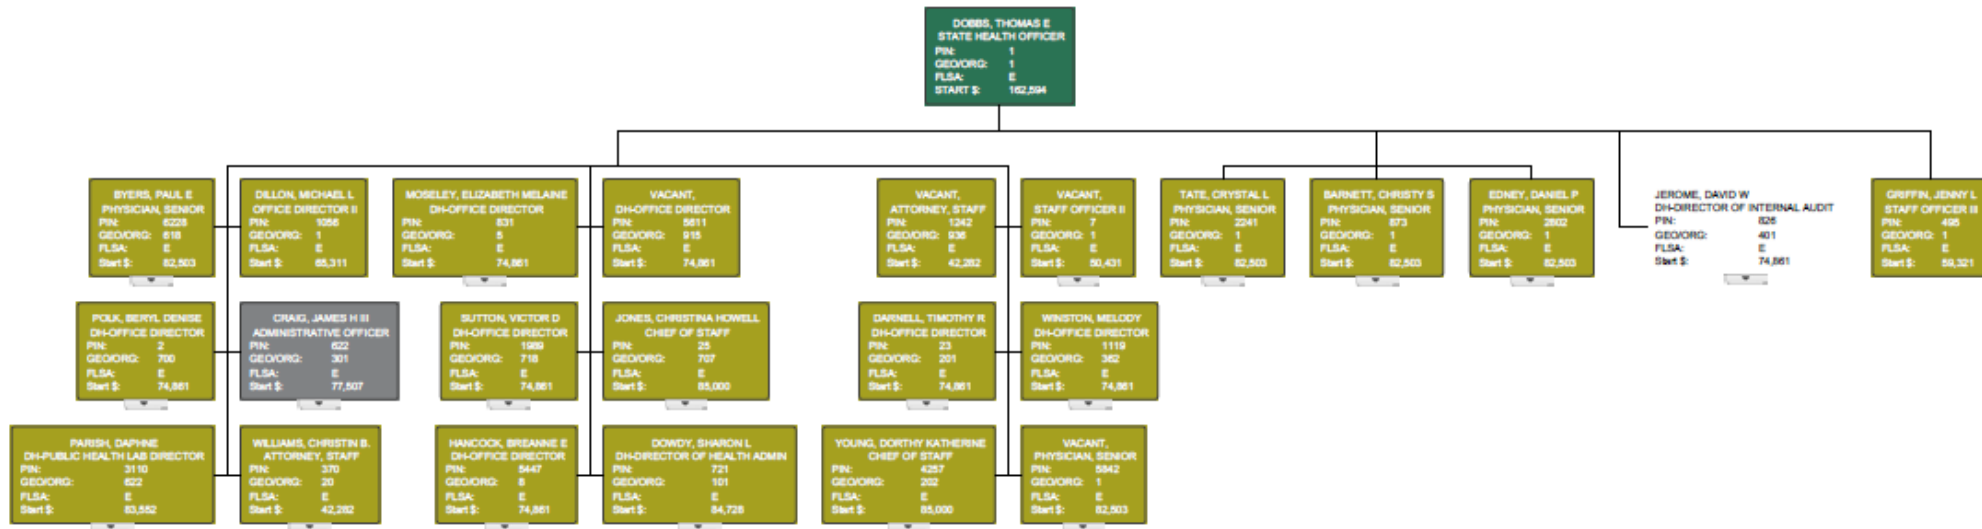 DOBBS, THOMAS E
STATE HEALTH OFFICER
PIN: 1
GEO/ORG: 1
FLSA: E
START $: 162,594
BYERS, PAUL E
PHYSICIAN, SENIOR
PIN: 6228
GEO/ORG: 618
FLSA: E
Start $: 82,503
DILLON, MICHAEL L
OFFICE DIRECTOR II
PIN: 1056
GEO/ORG: 1
FLSA: E
Start $: 65,311
MOSELEY, ELIZABETH MELAINE
DH-OFFICE DIRECTOR
PIN: 831
GEO/ORG: 5
FLSA: E
Start $: 74,861
VACANT,
DH-OFFICE DIRECTOR
PIN: 5611
GEO/ORG: 915
FLSA: E
Start $: 74,861
VACANT,
ATTORNEY, STAFF
PIN: 1242
GEO/ORG: 936
FLSA: E
Start $: 42,282
VACANT,
STAFF OFFICER II
PIN: 7
GEO/ORG: 1
FLSA: E
Start $: 50,431
TATE, CRYSTAL L
PHYSICIAN, SENIOR
PIN: 2241
GEO/ORG: 1
FLSA: E
Start $: 82,503
BARNETT, CHRISTY S
PHYSICIAN, SENIOR
PIN: 873
GEO/ORG: 1
FLSA: E
Start $: 82,503
EDNEY, DANIEL P
PHYSICIAN, SENIOR
PIN: 2802
GEO/ORG: 1
FLSA: E
Start $: 82,503
JEROME, DAVID W
DH-DIRECTOR OF INTERNAL AUDIT
PIN: 826
GEO/ORG: 401
FLSA: E
Start $: 74,861
GRIFFIN, JENNY L
STAFF OFFICER III
PIN: 495
GEO/ORG: 1
FLSA: E
Start $: 59,321
POLK, BERYL DENISE
DH-OFFICE DIRECTOR
PIN: 2
GEO/ORG: 700
FLSA: E
Start $: 74,861
CRAIG, JAMES H III
ADMINISTRATIVE OFFICER
PIN: 622
GEO/ORG: 301
FLSA: E
Start $: 77,507
SUTTON, VICTOR D
DH-OFFICE DIRECTOR
PIN: 1989
GEO/ORG: 718
FLSA: E
Start $: 74,861
JONES, CHRISTINA HOWELL
CHIEF OF STAFF
PIN: 25
GEO/ORG: 707
FLSA: E
Start $: 85,000
DARNELL, TIMOTHY R
DH-OFFICE DIRECTOR
PIN: 23
GEO/ORG: 201
FLSA: E
Start $: 74,861
WINSTON, MELODY
DH-OFFICE DIRECTOR
PIN: 1119
GEO/ORG: 362
FLSA: E
Start $: 74,861
PARISH, DAPHNE
DH-PUBLIC HEALTH LAB DIRECTOR
PIN: 3110
GEO/ORG: 622
FLSA: E
Start $: 83,552
WILLIAMS, CHRISTIN B.
ATTORNEY, STAFF
PIN: 370
GEO/ORG: 20
FLSA: E
Start $: 42,282
HANCOCK, BREANNE E
DH-OFFICE DIRECTOR
PIN: 5447
GEO/ORG: 8
FLSA: E
Start $: 74,861
DOWDY, SHARON L
DH-DIRECTOR OF HEALTH ADMIN
PIN: 721
GEO/ORG: 101
FLSA: E
Start $: 84,728
YOUNG, DORTHY KATHERINE
CHIEF OF STAFF
PIN: 4257
GEO/ORG: 202
FLSA: E
Start $: 85,000
VACANT,
PHYSICIAN, SENIOR
PIN: 5842
GEO/ORG: 1
FLSA: E
Start $: 82,503